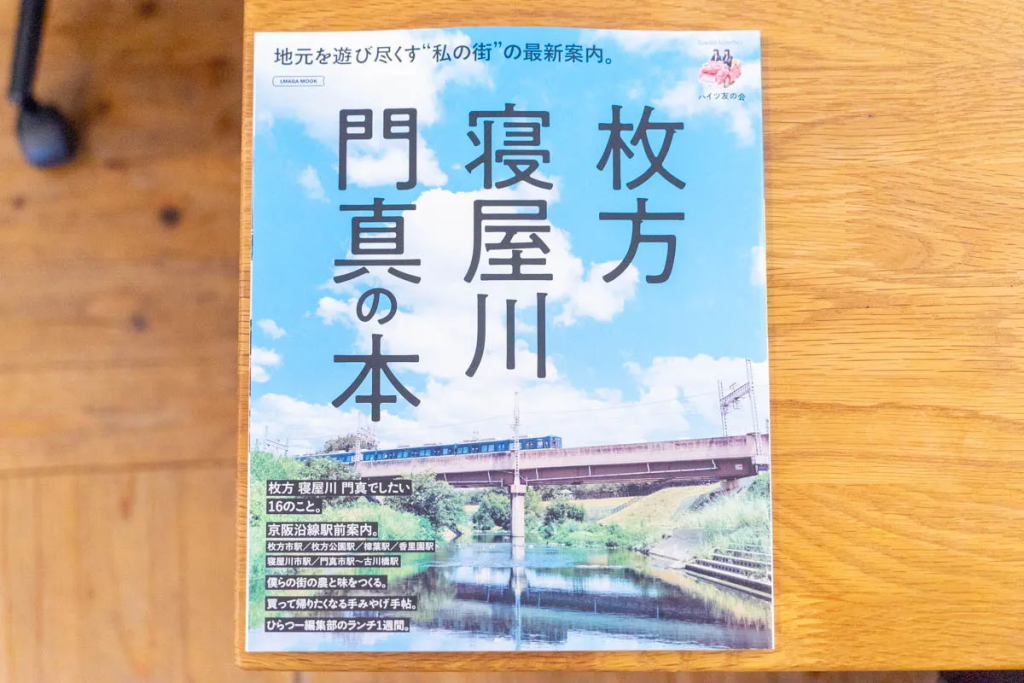 地元を遊び尽くす“私の街”の最新案内。
LMAGA MOOK
ハイツ友の会
枚方
寝屋川
門真の本
枚方 寝屋川 門真でしたい
16のこと。
京阪沿線駅前案内。
枚方市駅／枚方公園駅／樟葉駅／香里園駅
寝屋川市駅／門真市駅〜古川橋駅
僕らの街の農と味をつくる。
買って帰りたくなる手みやげ手帖。
ひらつー編集部のランチ1週間。